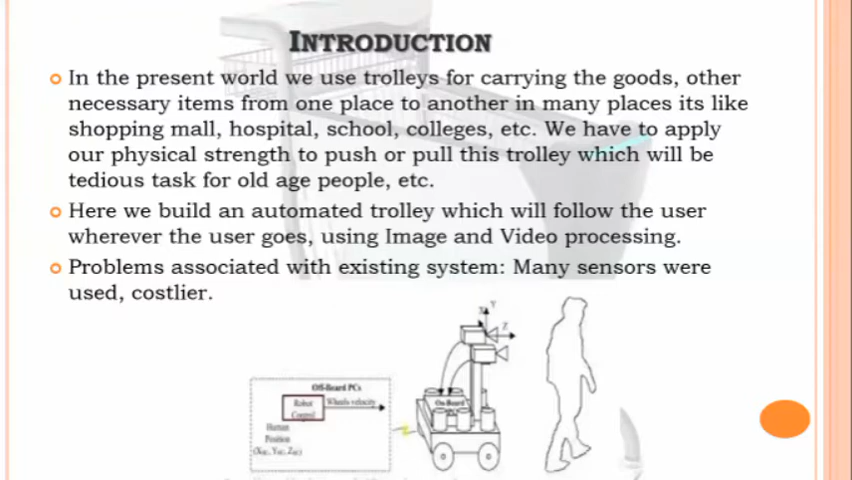 INTRODUCTION
In the present world we use trolleys for carrying the goods, other
necessary items from one place to another in many places its like
shopping mall, hospital, school, colleges, etc. We have to apply
our physical strength to push or pull this trolley which will be
tedious task for old age people, etc.
Here we build an automated trolley which will follow the user
wherever the user goes, using Image and Video processing.
Problems associated with existing system: Many sensors were
used, costlier.
Y
Z
Off-Board PCs
Robot
Control
Wheels velocity
On-Board
Human
Position